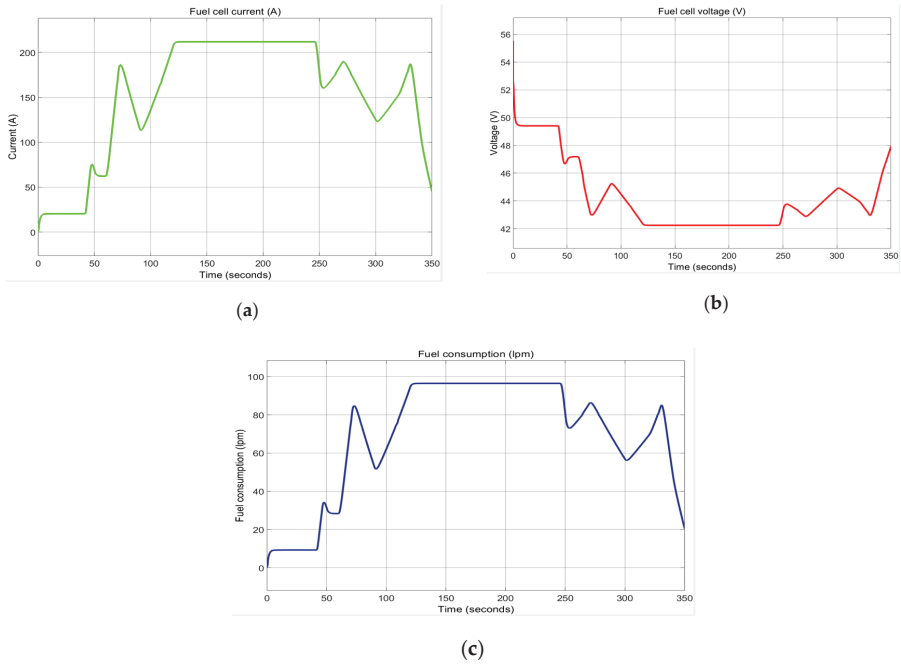 Fuel cell current (A)
200
150
100
50
0
Current (A)
0 50 100 150 200 250 300 350
Time (seconds)
(a)
Fuel cell voltage (V)
56
54
52
50
48
46
44
42
Voltage (V)
0 50 100 150 200 250 300 350
Time (seconds)
(b)
Fuel consumption (lpm)
100
80
60
40
20
0
Fuel consumption (lpm)
0 50 100 150 200 250 300 350
Time (seconds)
(c)